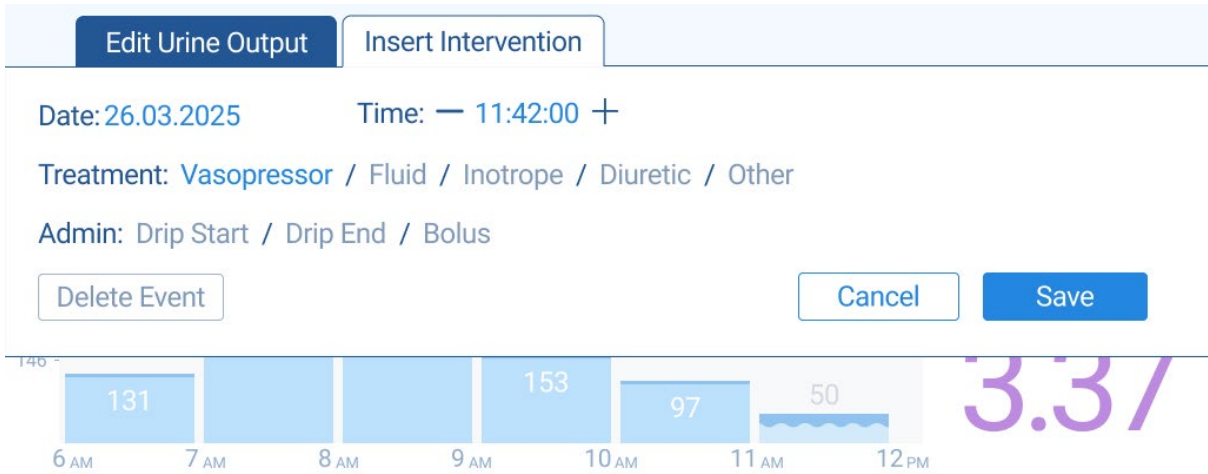 Edit Urine Output Insert Intervention
Date: 26.03.2025 Time: — 11:42:00 +
Treatment: Vasopressor / Fluid / Inotrope / Diuretic / Other
Admin: Drip Start / Drip End / Bolus
Delete Event Cancel Save
146 -
131 153 97 50 3.37
6 AM 7 AM 8 AM 9 AM 10 AM 11 AM 12 PM